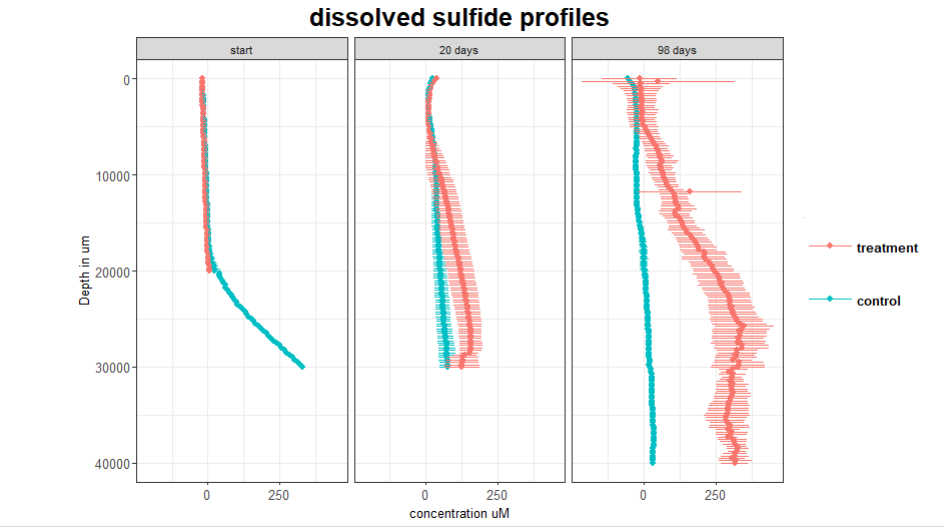 dissolved sulfide profiles
start 20 days 98 days
0
10000
20000
30000
40000
Depth in um
0 250 0 250 0 250
concentration uM
treatment
control